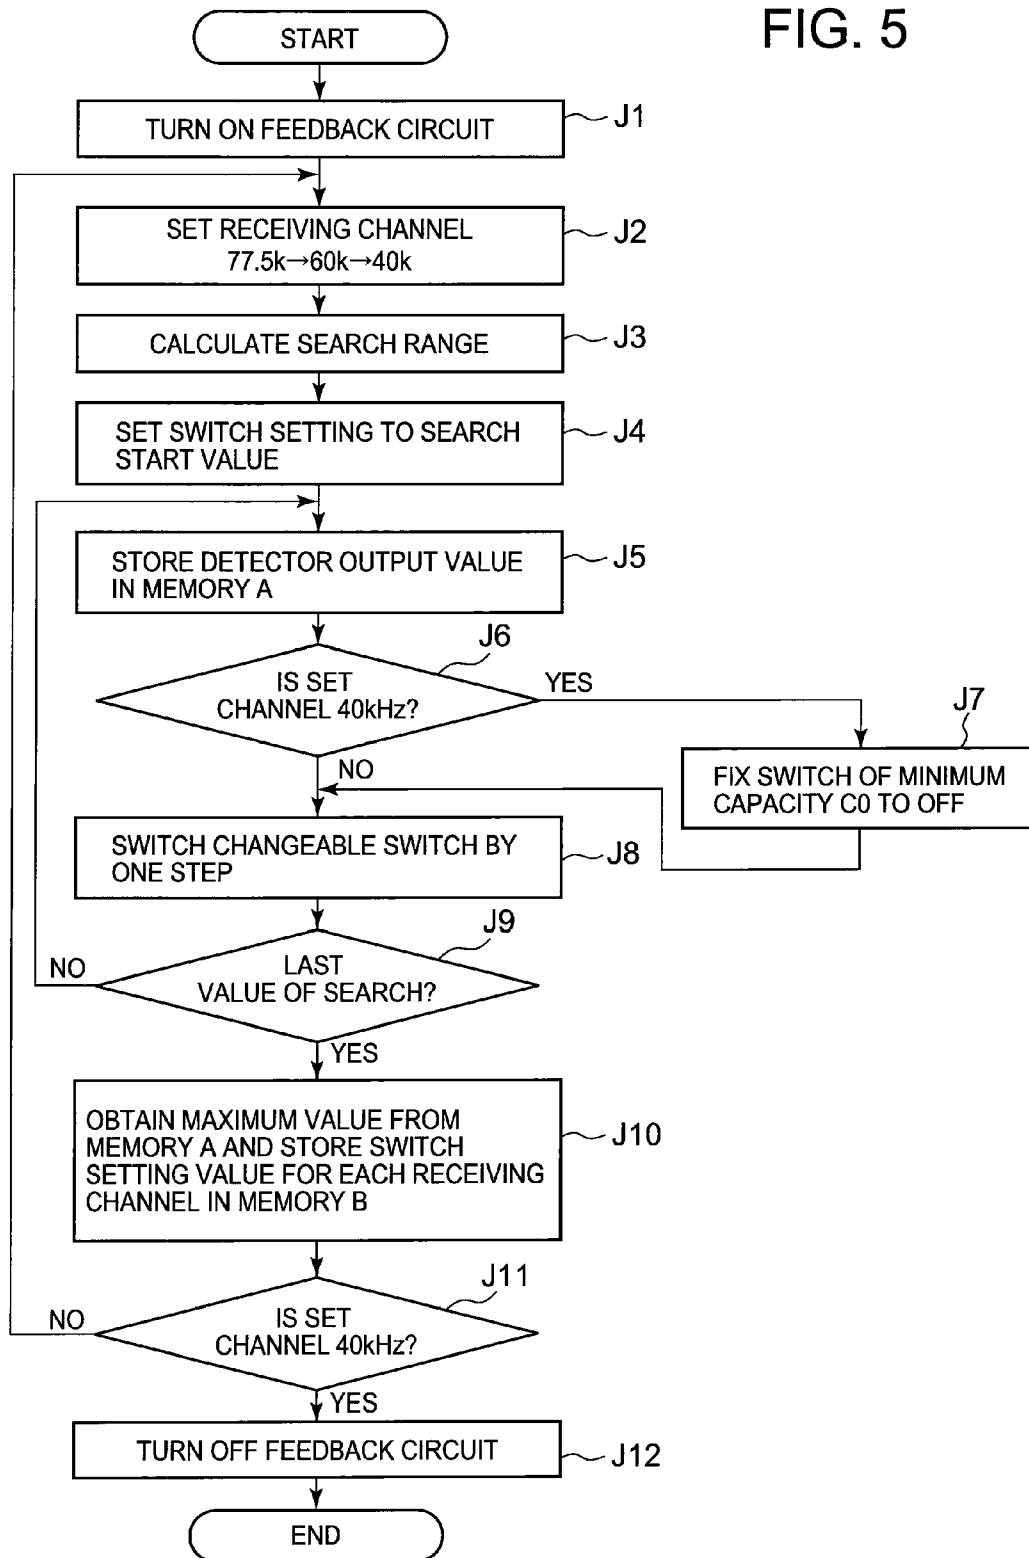 FIG. 5
START
TURN ON FEEDBACK CIRCUIT
J1
SET RECEIVING CHANNEL
77.5k→60k→40k
J2
CALCULATE SEARCH RANGE
J3
SET SWITCH SETTING TO SEARCH
START VALUE
J4
STORE DETECTOR OUTPUT VALUE
IN MEMORY A
J5
J6
IS SET
CHANNEL 40kHz?
YES
NO
J7
FIX SWITCH OF MINIMUM
CAPACITY C0 TO OFF
SWITCH CHANGEABLE SWITCH BY
ONE STEP
J8
J9
LAST
VALUE OF SEARCH?
NO
YES
OBTAIN MAXIMUM VALUE FROM
MEMORY A AND STORE SWITCH
SETTING VALUE FOR EACH RECEIVING
CHANNEL IN MEMORY B
J10
J11
IS SET
CHANNEL 40kHz?
NO
YES
TURN OFF FEEDBACK CIRCUIT
J12
END